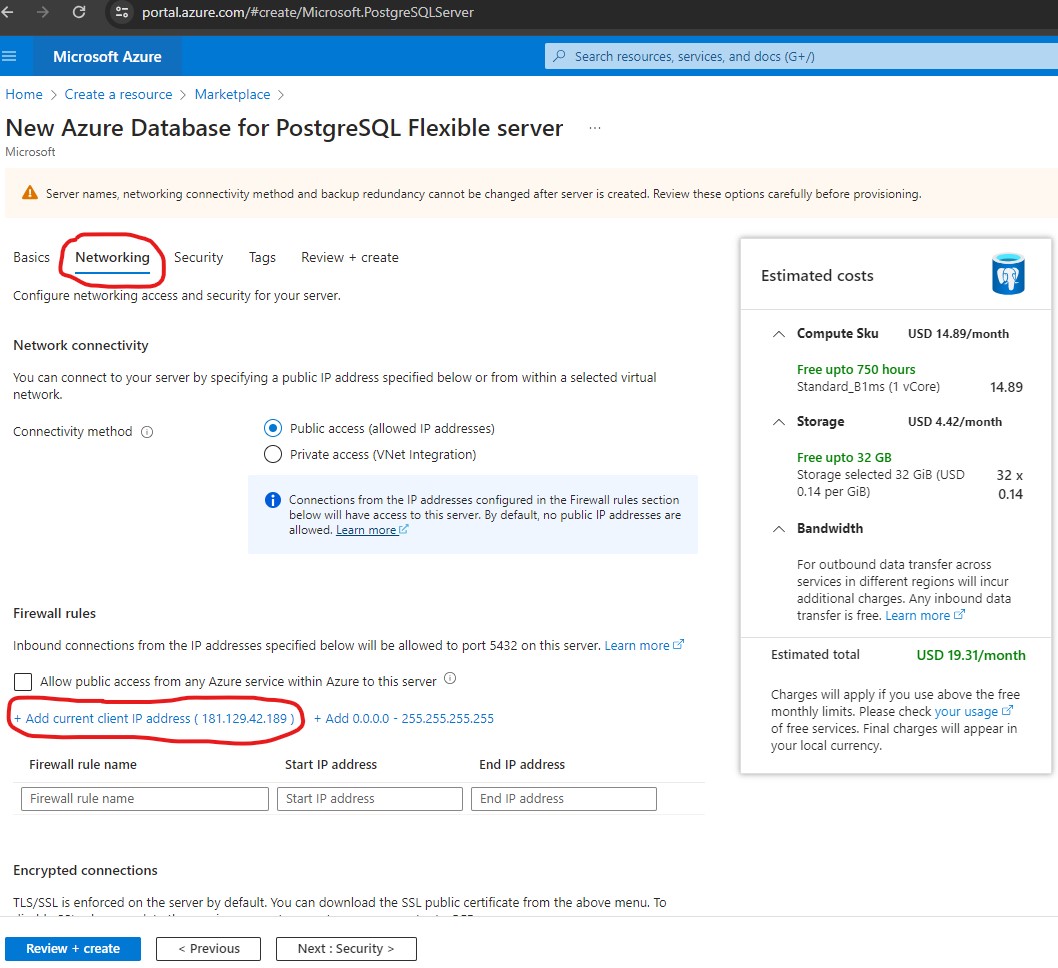 portal.azure.com/#create/Microsoft.PostgreSQLServer
Microsoft Azure
Search resources, services, and docs (G+/)
Home > Create a resource > Marketplace >
New Azure Database for PostgreSQL Flexible server ...
Microsoft
Server names, networking connectivity method and backup redundancy cannot be changed after server is created. Review these options carefully before provisioning.
Basics Networking Security Tags Review + create
Configure networking access and security for your server.
Network connectivity
You can connect to your server by specifying a public IP address specified below or from within a selected virtual
network.
Connectivity method
Public access (allowed IP addresses)
Private access (VNet Integration)
Connections from the IP addresses configured in the Firewall rules section
below will have access to this server. By default, no public IP addresses are
allowed. Learn more
Firewall rules
Inbound connections from the IP addresses specified below will be allowed to port 5432 on this server. Learn more
Allow public access from any Azure service within Azure to this server
+ Add current client IP address ( 181.129.42.189 ) + Add 0.0.0.0 - 255.255.255.255
Firewall rule name Start IP address End IP address
Firewall rule name Start IP address End IP address
Encrypted connections
TLS/SSL is enforced on the server by default. You can download the SSL public certificate from the above menu. To
Review + create < Previous Next : Security >
Estimated costs
Compute Sku USD 14.89/month
Free upto 750 hours
Standard_B1ms (1 vCore) 14.89
Storage USD 4.42/month
Free upto 32 GB
Storage selected 32 GiB (USD 32 x
0.14 per GiB) 0.14
Bandwidth
For outbound data transfer across
services in different regions will incur
additional charges. Any inbound data
transfer is free. Learn more
Estimated total USD 19.31/month
Charges will apply if you use above the free
monthly limits. Please check your usage
of free services. Final charges will appear in
your local currency.